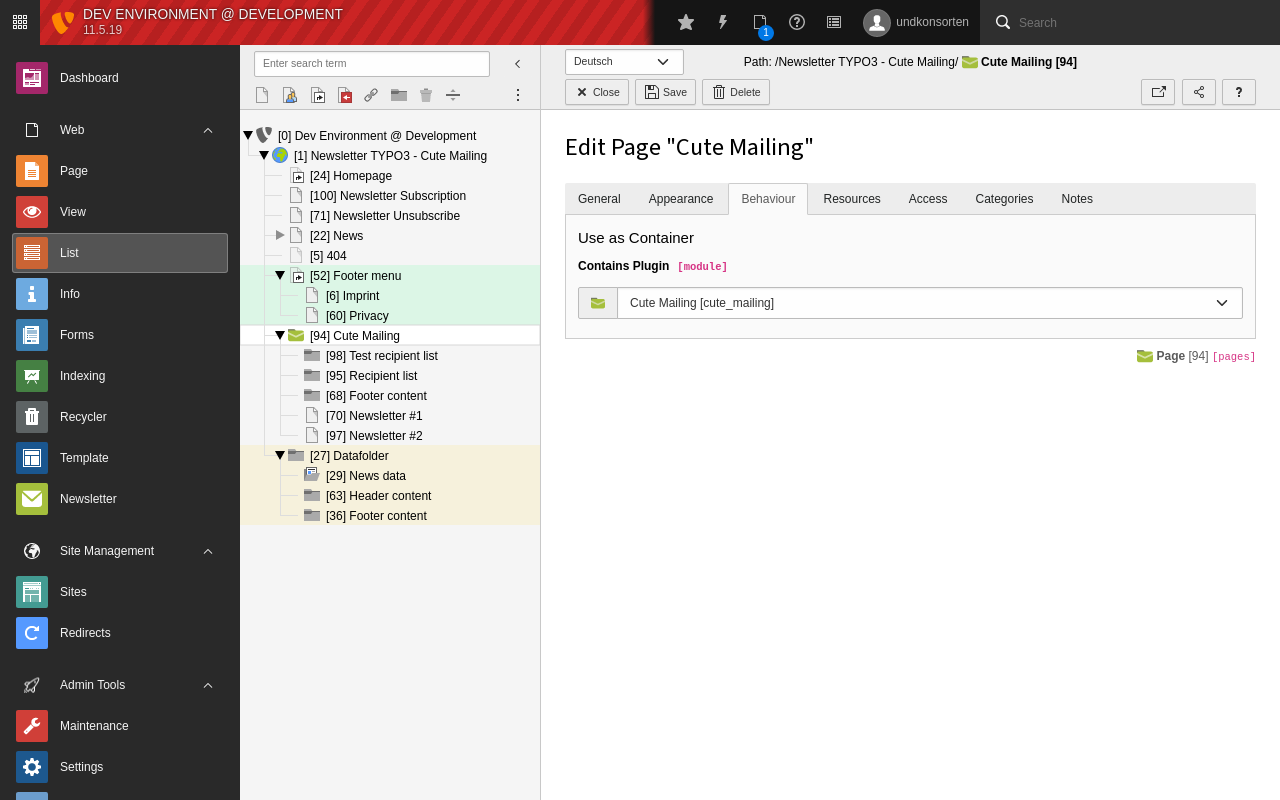 DEV ENVIRONMENT @ DEVELOPMENT
11.5.19
1
undkonsorten
Search
Dashboard
Web
Page
View
List
Info
Forms
Indexing
Recycler
Template
Newsletter
Site Management
Sites
Redirects
Admin Tools
Maintenance
Settings
Enter search term
[0] Dev Environment @ Development
[1] Newsletter TYPO3 - Cute Mailing
[24] Homepage
[100] Newsletter Subscription
[71] Newsletter Unsubscribe
[22] News
[5] 404
[52] Footer menu
[6] Imprint
[60] Privacy
[94] Cute Mailing
[98] Test recipient list
[95] Recipient list
[68] Footer content
[70] Newsletter #1
[97] Newsletter #2
[27] Datafolder
[29] News data
[63] Header content
[36] Footer content
Deutsch
Path: /Newsletter TYPO3 - Cute Mailing/ Cute Mailing [94]
Close Save Delete ?
Edit Page "Cute Mailing"
General Appearance Behaviour Resources Access Categories Notes
Use as Container
Contains Plugin [module]
Cute Mailing [cute_mailing]
Page [94] [pages]